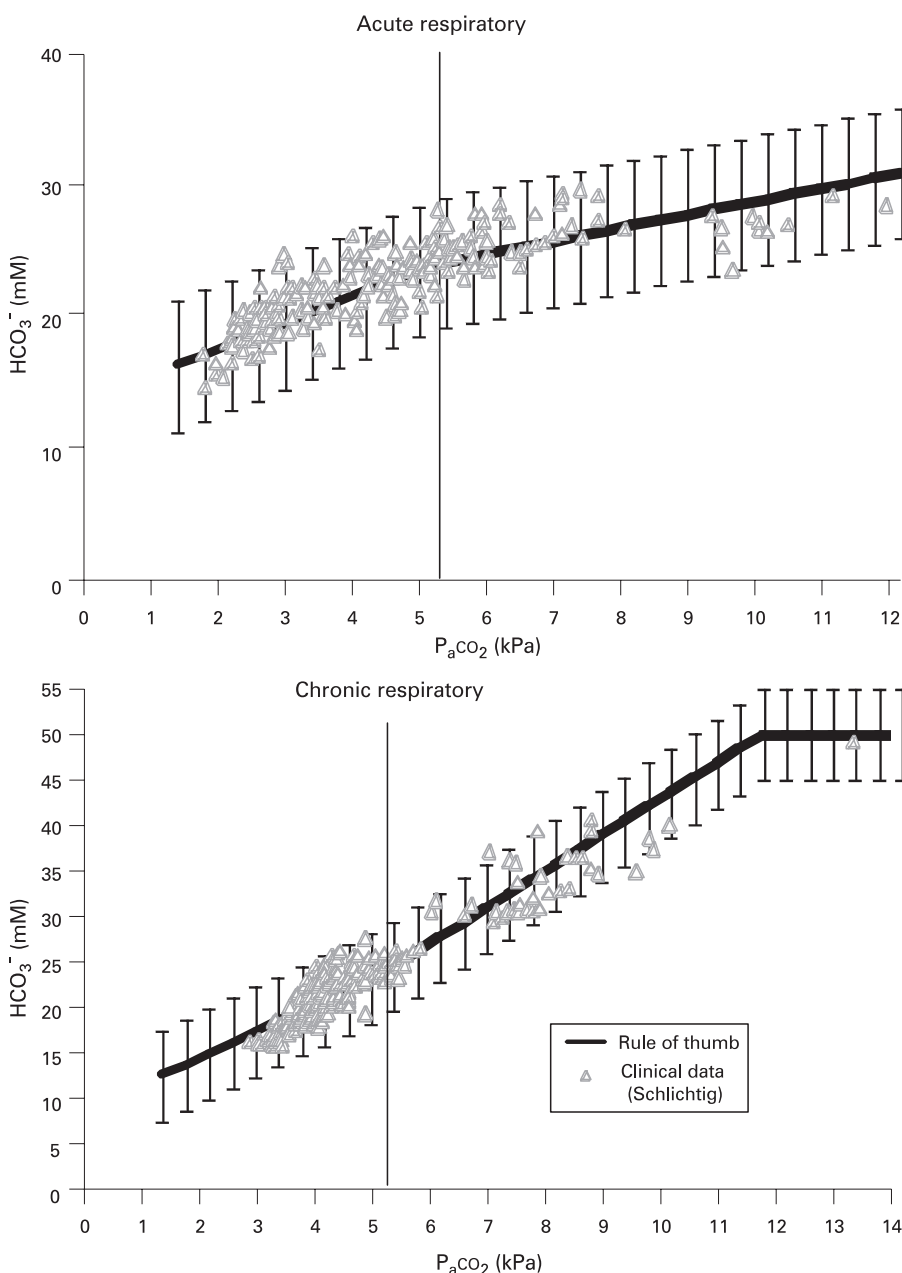 Acute respiratory
40
30
20
10
0
HCO₃⁻ (mM)
0 1 2 3 4 5 6 7 8 9 10 11 12
PₐCO₂ (kPa)
Chronic respiratory
55
50
45
40
35
30
25
20
15
10
5
0
HCO₃⁻ (mM)
Rule of thumb
Clinical data
(Schlichtig)
0 1 2 3 4 5 6 7 8 9 10 11 12 13 14
PₐCO₂ (kPa)